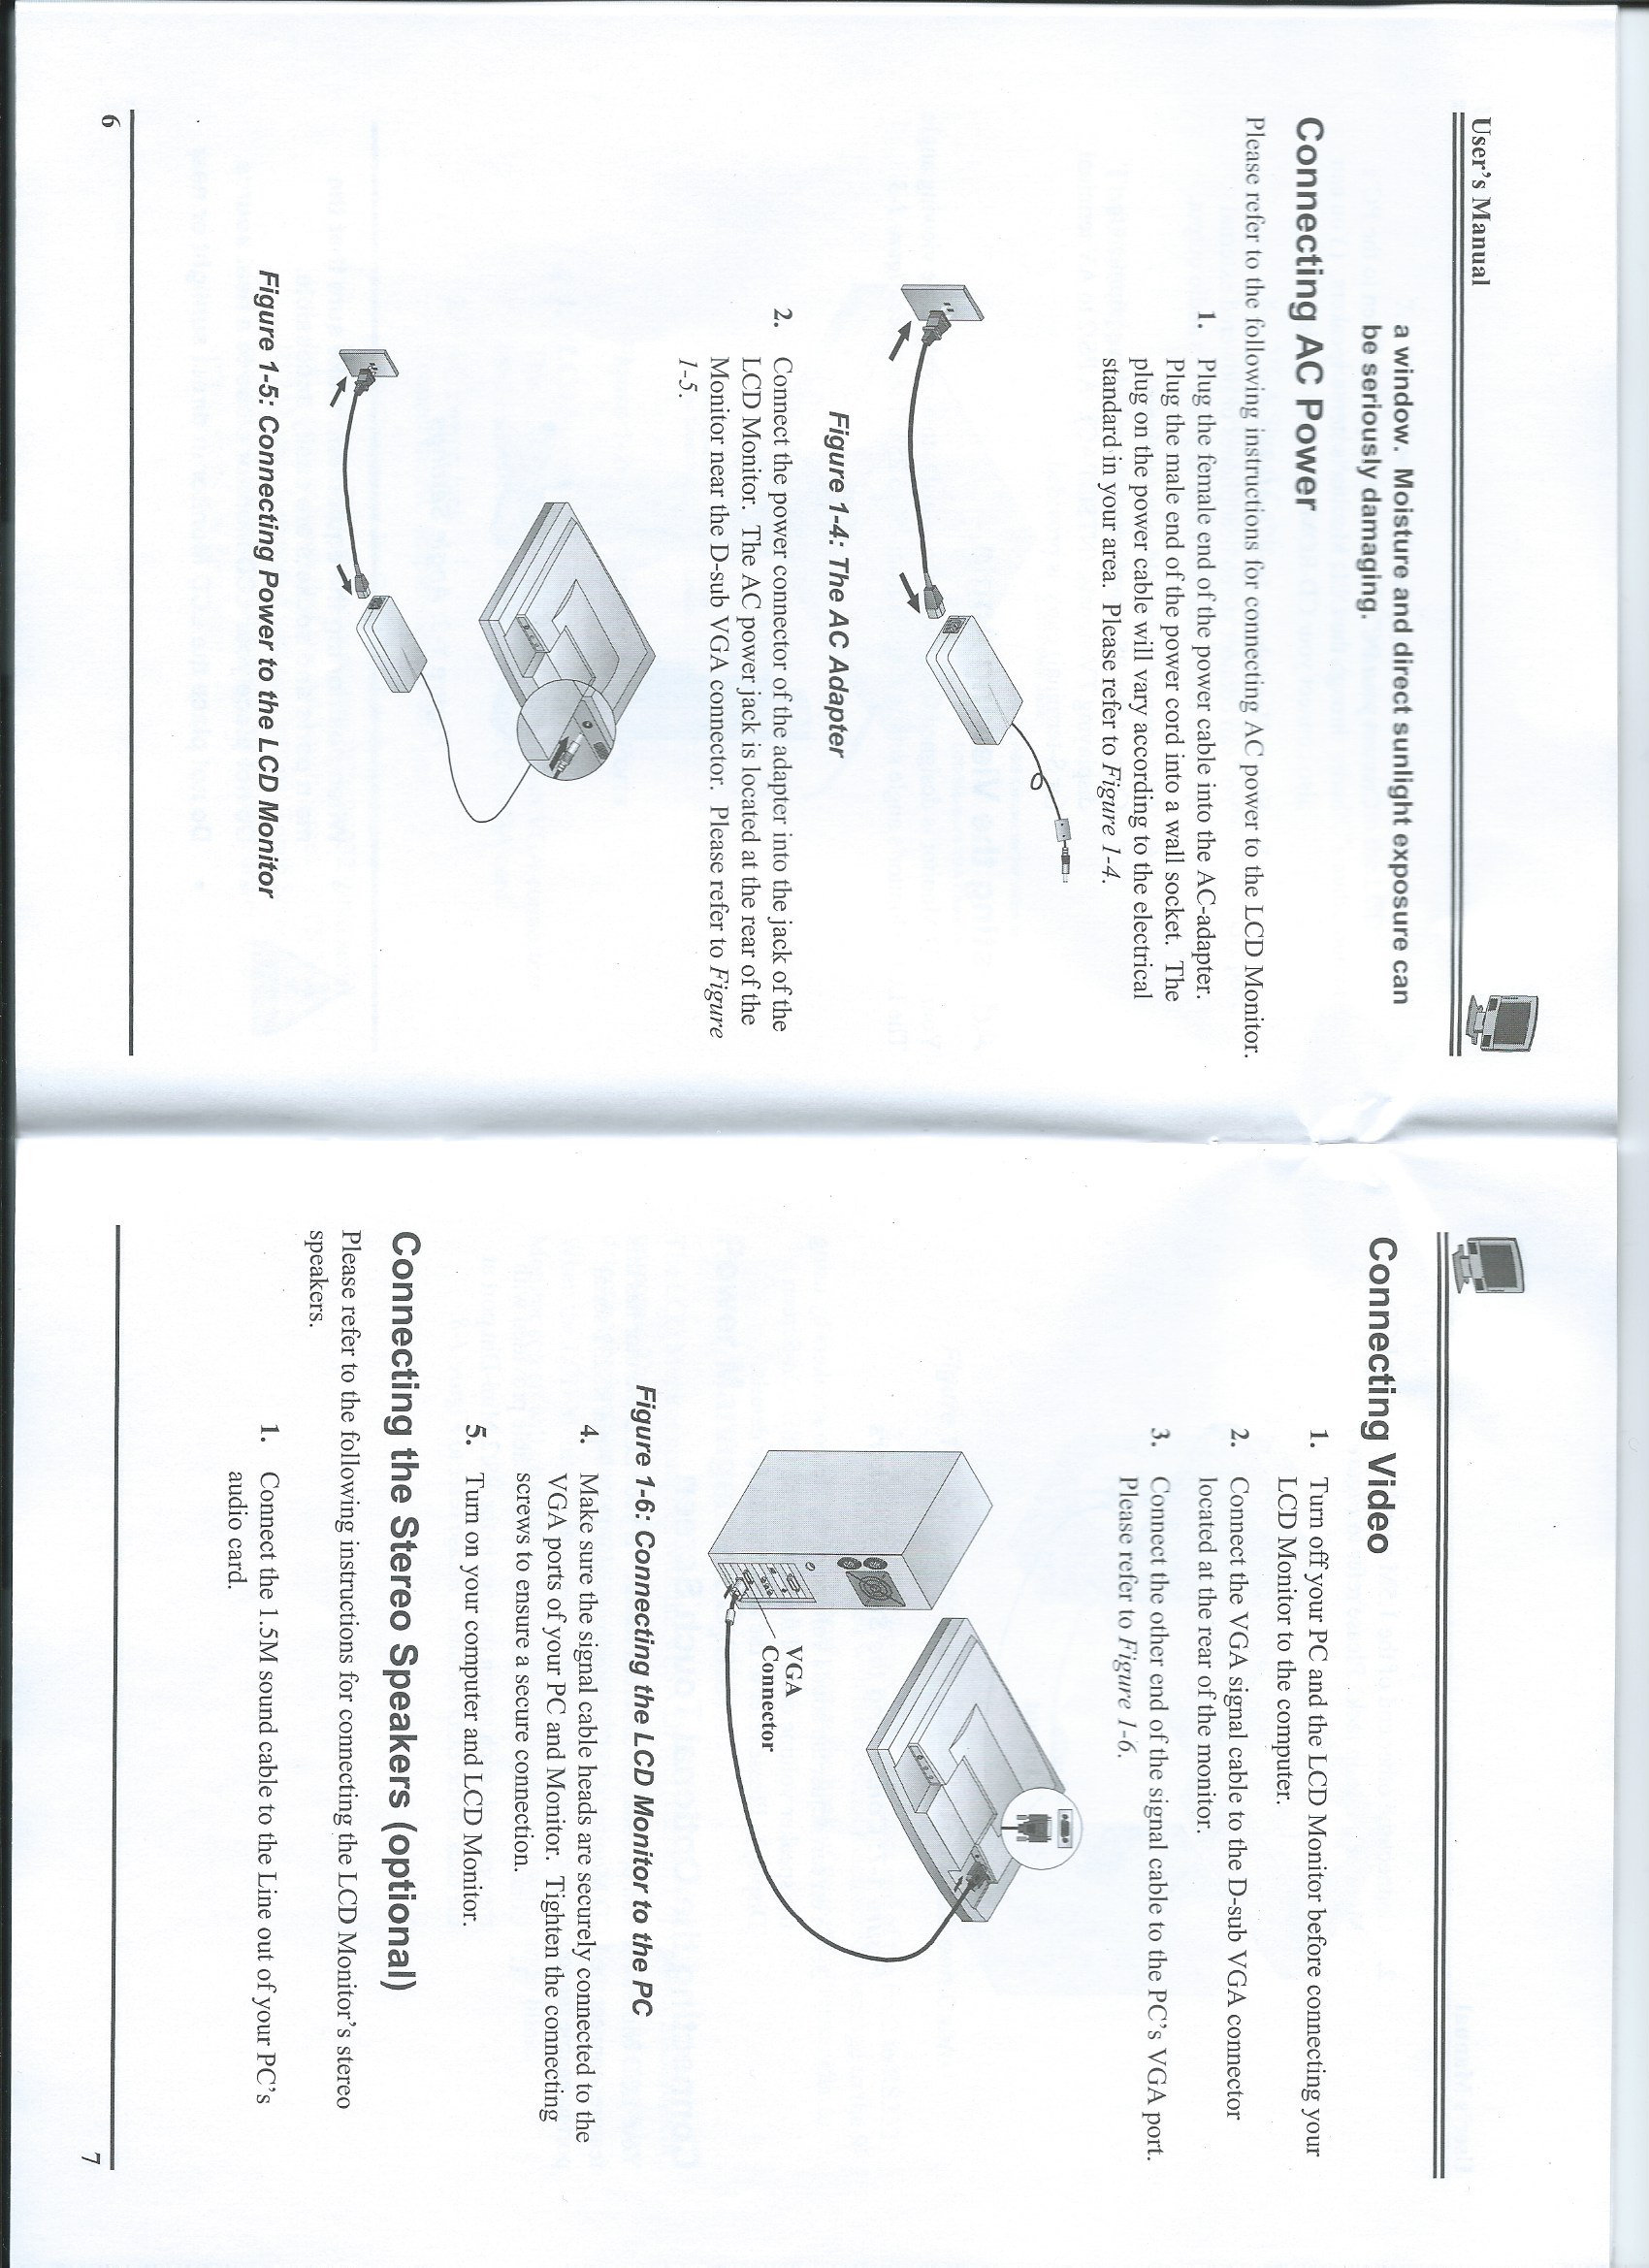 User's Manual
a window. Moisture and direct sunlight exposure can
be seriously damaging.
Connecting AC Power
Please refer to the following instructions for connecting AC power to the LCD Monitor.
1. Plug the female end of the power cable into the AC-adapter.
Plug the male end of the power cord into a wall socket. The
plug on the power cable will vary according to the electrical
standard in your area. Please refer to Figure 1-4.
Figure 1-4: The AC Adapter
2. Connect the power connector of the adapter into the jack of the
LCD Monitor. The AC power jack is located at the rear of the
Monitor near the D-sub VGA connector. Please refer to Figure
1-5.
Figure 1-5: Connecting Power to the LCD Monitor
6
Connecting Video
1. Turn off your PC and the LCD Monitor before connecting your
LCD Monitor to the computer.
2. Connect the VGA signal cable to the D-sub VGA connector
located at the rear of the monitor.
3. Connect the other end of the signal cable to the PC's VGA port.
Please refer to Figure 1-6.
VGA
Connector
Figure 1-6: Connecting the LCD Monitor to the PC
4. Make sure the signal cable heads are securely connected to the
VGA ports of your PC and Monitor. Tighten the connecting
screws to ensure a secure connection.
5. Turn on your computer and LCD Monitor.
Connecting the Stereo Speakers (optional)
Please refer to the following instructions for connecting the LCD Monitor's stereo
speakers.
1. Connect the 1.5M sound cable to the Line out of your PC's
audio card.
7